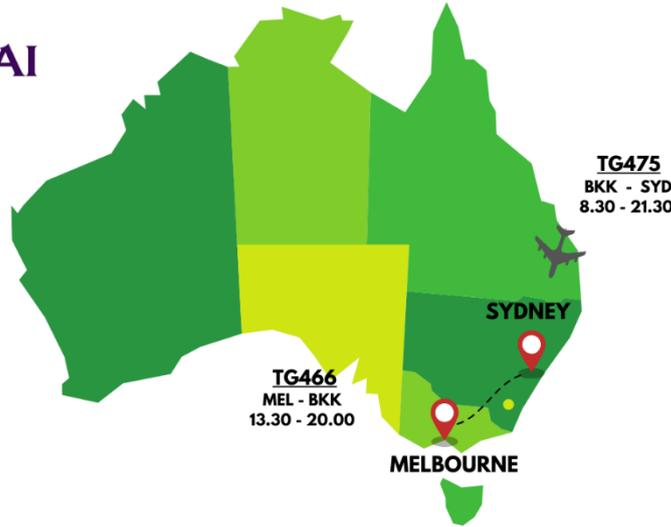 AI
TG475
BKK - SYD
8.30 - 21.30
SYDNEY
TG466
MEL - BKK
13.30 - 20.00
MELBOURNE